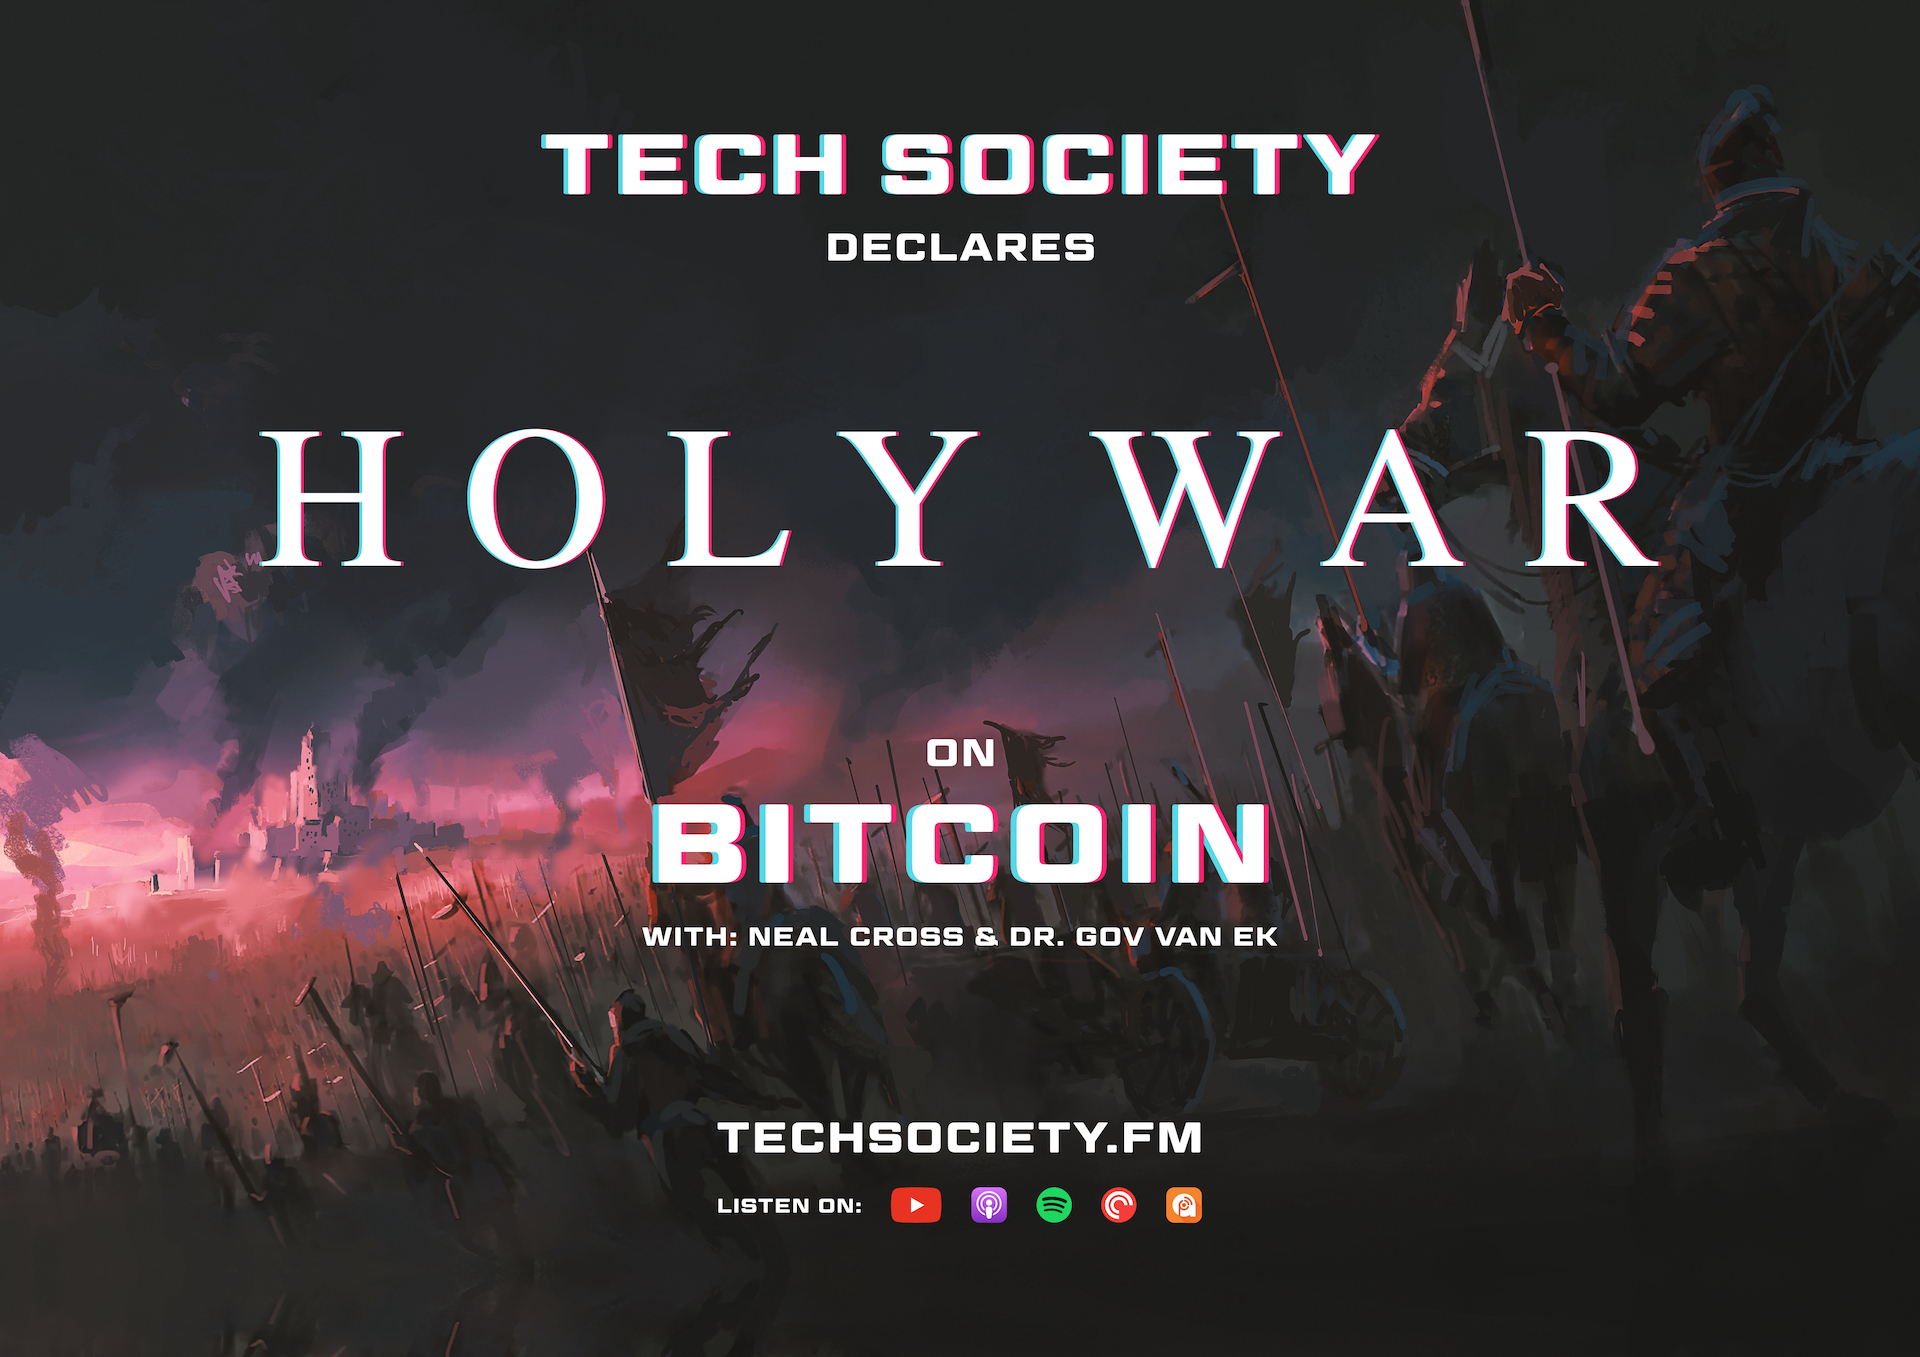 TECH SOCIETY
DECLARES
HOLY WAR
ON
BITCOIN
WITH: NEAL CROSS & DR. GOV VAN EK
TECHSOCIETY.FM
LISTEN ON: